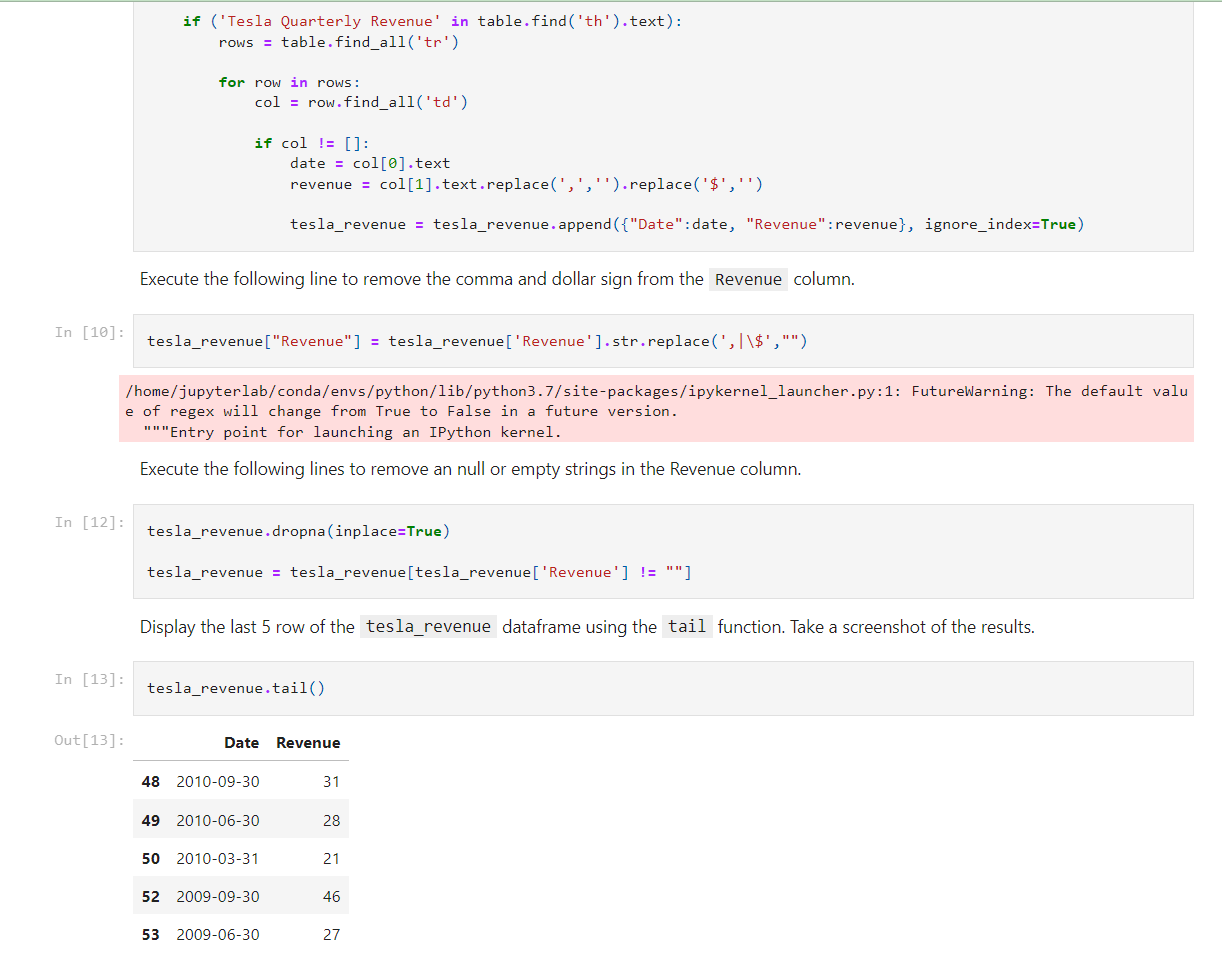 if ('Tesla Quarterly Revenue' in table.find('th').text):
rows = table.find_all('tr')
for row in rows:
col = row.find_all('td')
if col != []:
date = col[0].text
revenue = col[1].text.replace(',','').replace('$','')
tesla_revenue = tesla_revenue.append({"Date":date, "Revenue":revenue}, ignore_index=True)
Execute the following line to remove the comma and dollar sign from the Revenue column.
In [10]: tesla_revenue["Revenue"] = tesla_revenue['Revenue'].str.replace(',|\$',"")
/home/jupyterlab/conda/envs/python/lib/python3.7/site-packages/ipykernel_launcher.py:1: FutureWarning: The default valu
e of regex will change from True to False in a future version.
"""Entry point for launching an IPython kernel.
Execute the following lines to remove an null or empty strings in the Revenue column.
In [12]: tesla_revenue.dropna(inplace=True)
tesla_revenue = tesla_revenue[tesla_revenue['Revenue'] != ""]
Display the last 5 row of the tesla_revenue dataframe using the tail function. Take a screenshot of the results.
In [13]: tesla_revenue.tail()
Out[13]: Date Revenue
48 2010-09-30 31
49 2010-06-30 28
50 2010-03-31 21
52 2009-09-30 46
53 2009-06-30 27